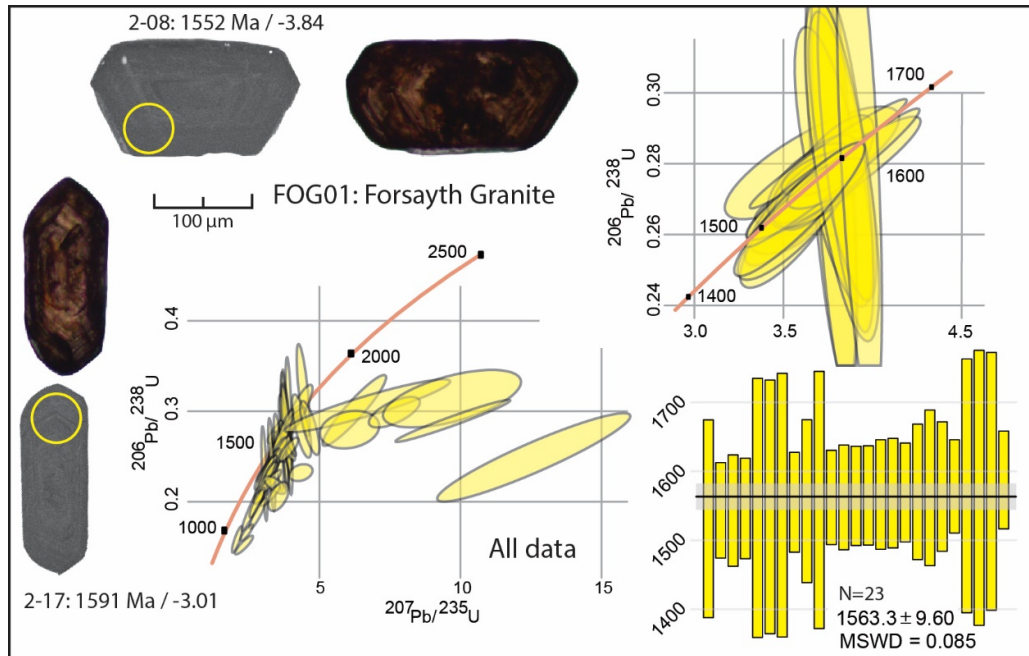 2-08: 1552 Ma / -3.84
100 µm
FOG01: Forsayth Granite
2-17: 1591 Ma / -3.01
206Pb/ 238U
0.4
0.3
0.2
2500
2000
1500
1000
5
10
15
207Pb/ 235U
All data
206Pb/ 238U
0.30
0.28
0.26
0.24
1700
1600
1500
1400
3.0
3.5
4.5
1700
1600
1500
1400
N=23
1563.3 ± 9.60
MSWD = 0.085